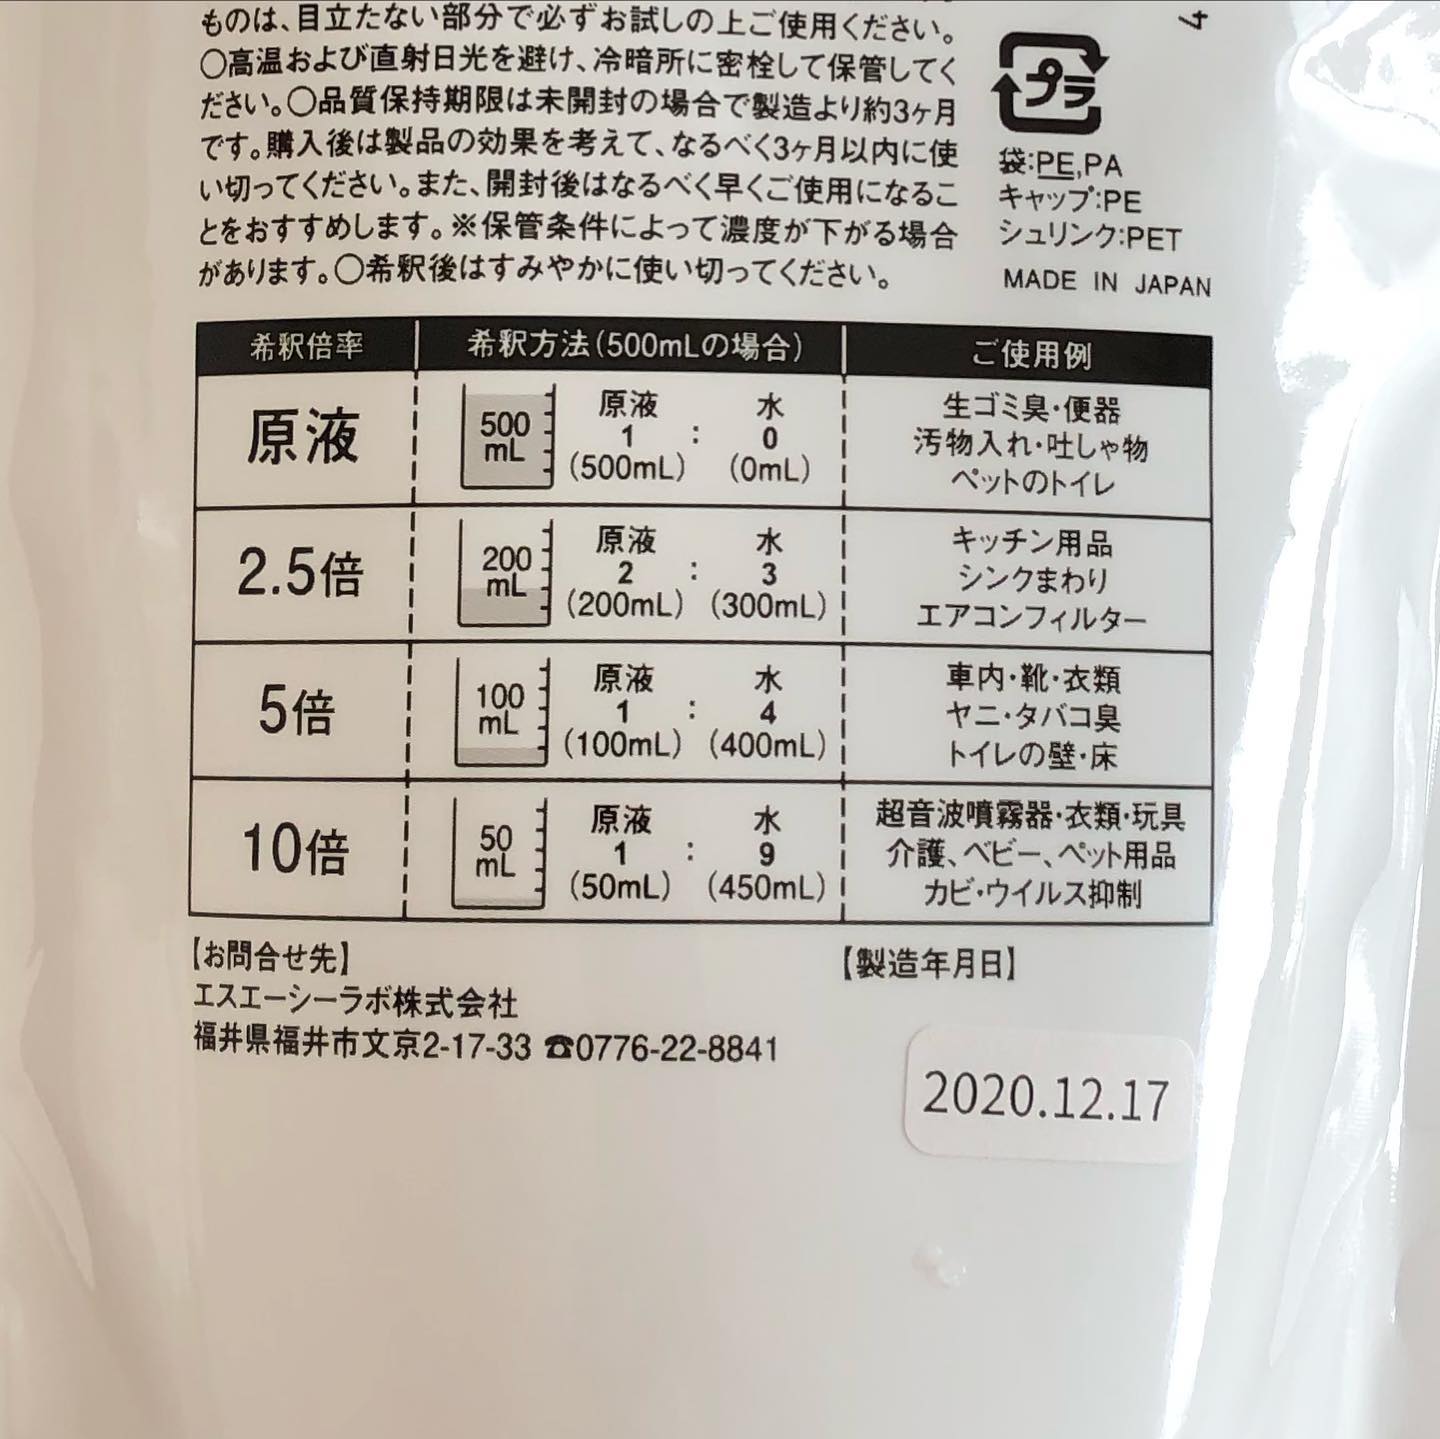 ものは、目立たない部分で必ずお試しの上ご使用ください。
〇高温および直射日光を避け、冷暗所に密栓して保管してく
ださい。〇品質保持期限は未開封の場合で製造より約3ヶ月
です。購入後は製品の効果を考えて、なるべく3ヶ月以内に使
い切ってください。また、開封後はなるべく早くご使用になるこ
とをおすすめします。※保管条件によって濃度が下がる場合
があります。〇希釈後はすみやかに使い切ってください。
プラ
袋:PE,PA
キャップ:PE
シュリンク:PET
MADE IN JAPAN
希釈倍率 希釈方法(500mLの場合) ご使用例
原液
500
mL
原液 水
1 : 0
(500mL) (0mL)
生ゴミ臭・便器
汚物入れ・吐しゃ物
ペットのトイレ
2.5倍
200
mL
原液 水
2 : 3
(200mL) (300mL)
キッチン用品
シンクまわり
エアコンフィルター
5倍
100
mL
原液 水
1 : 4
(100mL) (400mL)
車内・靴・衣類
ヤニ・タバコ臭
トイレの壁・床
10倍
50
mL
原液 水
1 : 9
(50mL) (450mL)
超音波噴霧器・衣類・玩具
介護、ベビー、ペット用品
カビ・ウイルス抑制
【お問合せ先】
エスエーシーラボ株式会社
福井県福井市文京2-17-33 ☎0776-22-8841
【製造年月日】
2020.12.17